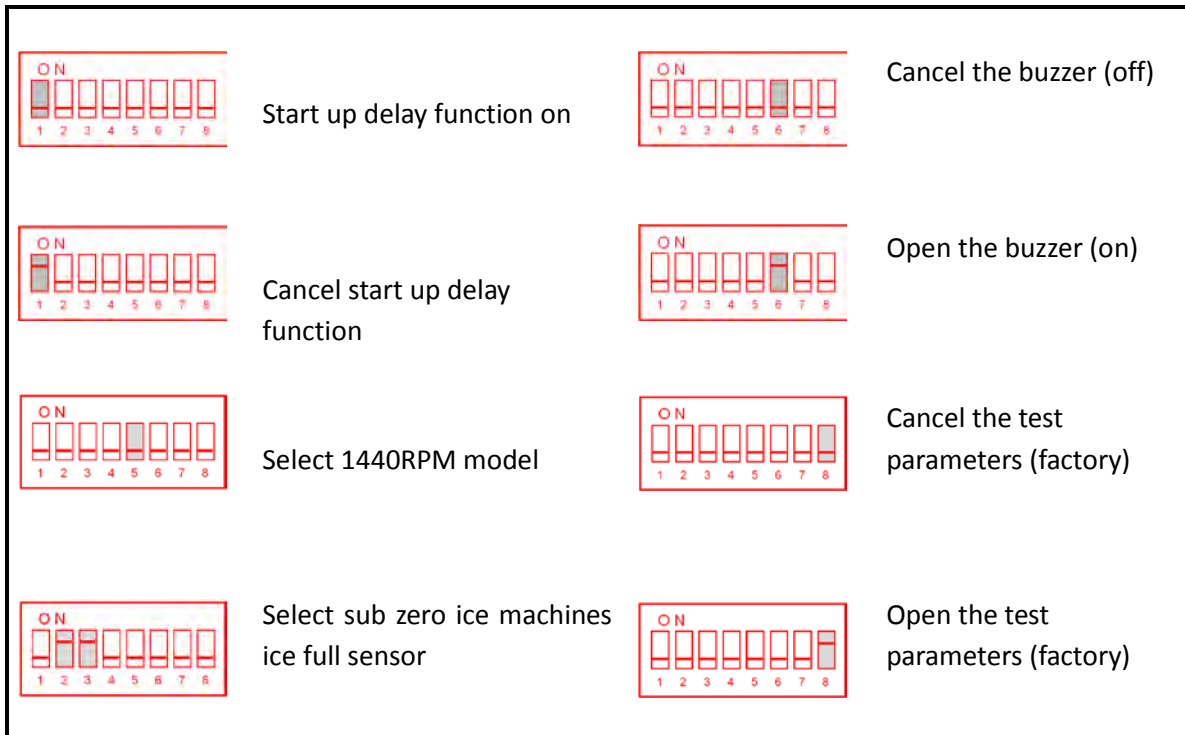 ON
1 2 3 4 5 6 7 8
Start up delay function on
ON
1 2 3 4 5 6 7 8
Cancel the buzzer (off)
ON
1 2 3 4 5 6 7 8
Cancel start up delay
function
ON
1 2 3 4 5 6 7 8
Open the buzzer (on)
ON
1 2 3 4 5 6 7 8
Select 1440RPM model
ON
1 2 3 4 5 6 7 8
Cancel the test
parameters (factory)
ON
1 2 3 4 5 6 7 8
Select sub zero ice machines
ice full sensor
ON
1 2 3 4 5 6 7 8
Open the test
parameters (factory)